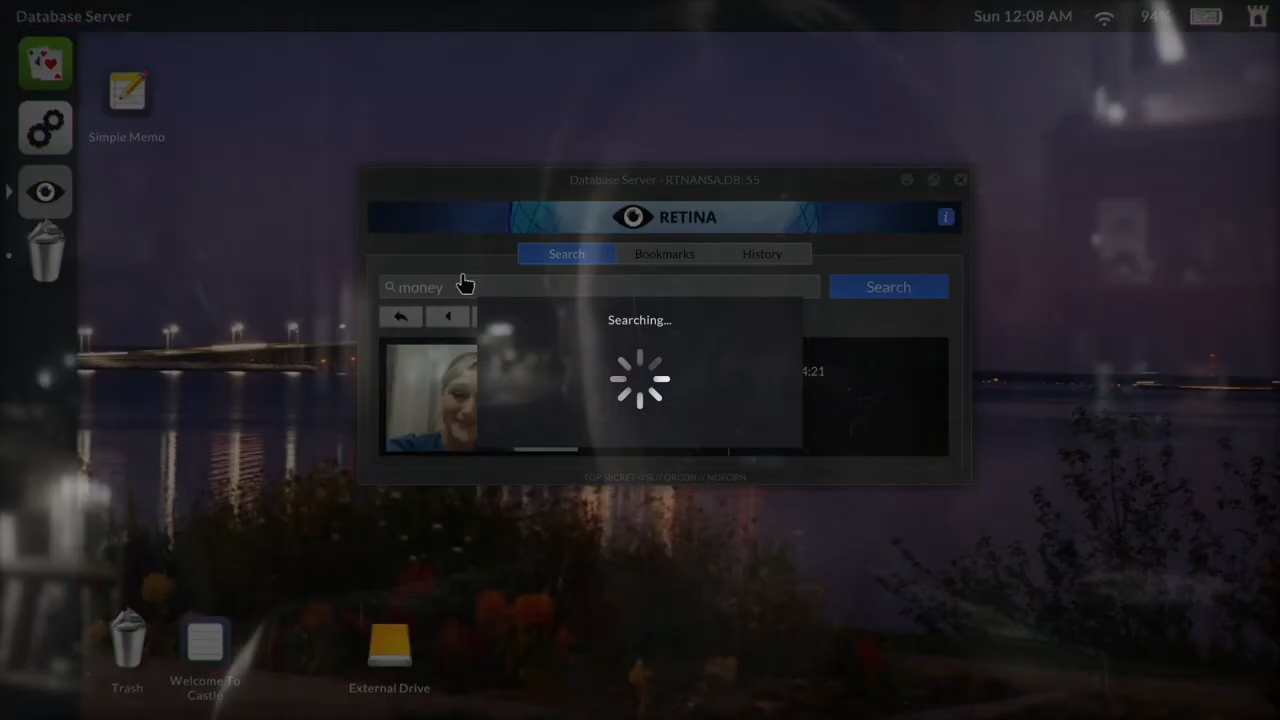 Database Server
Sun 12:08 AM
94%
Simple Memo
Database Server - RTNANSA.DB: 55
RETINA
i
Search
Bookmarks
History
money
Search
Searching...
4:21
TOP SECRET // SI // ORCON // NOFORN
Trash
Welcome To
Castle
External Drive